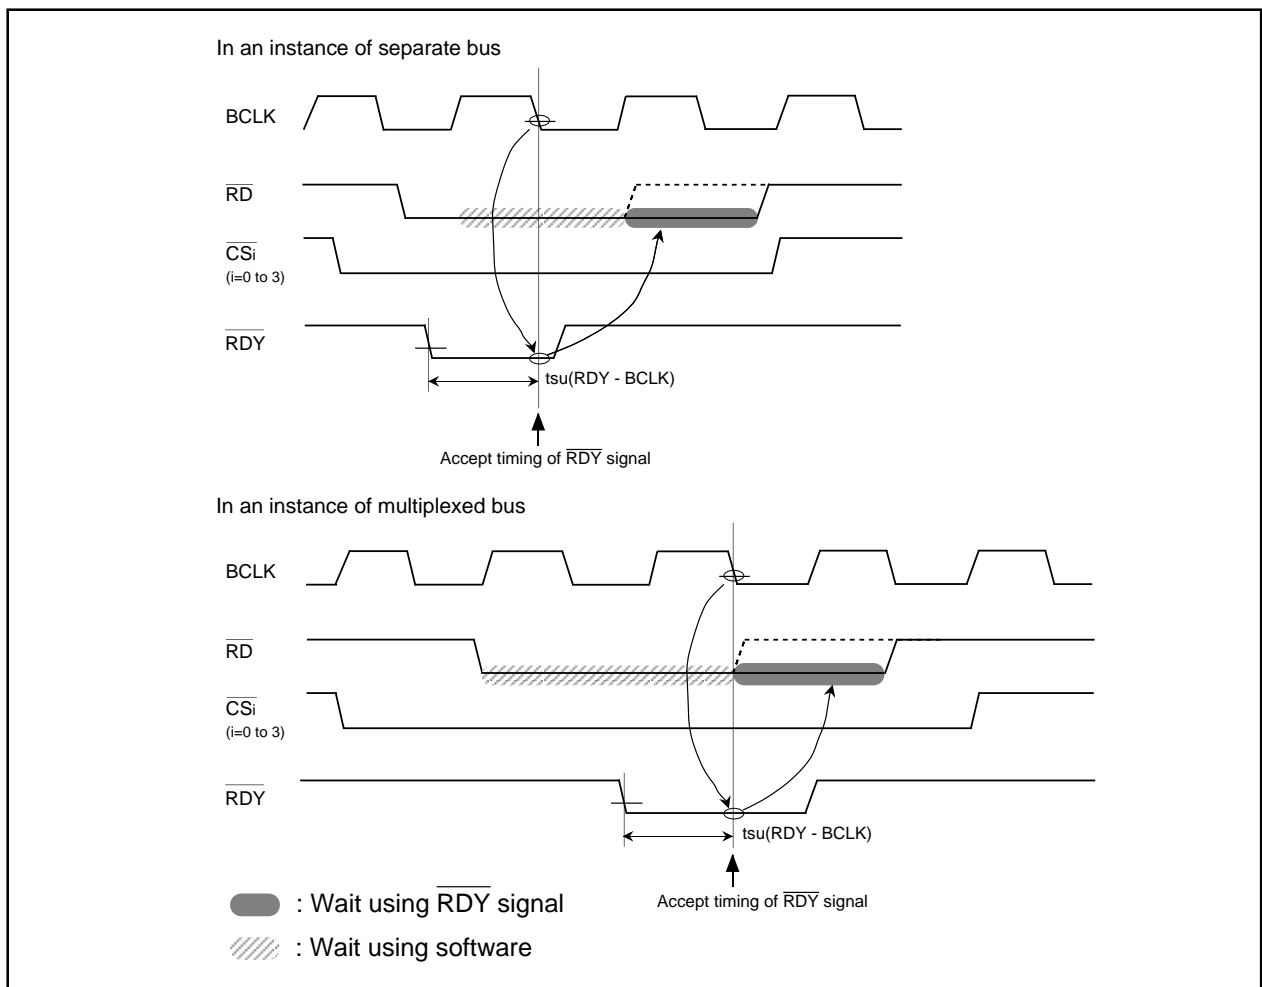 In an instance of separate bus
BCLK
RD
CSi
(i=0 to 3)
RDY
tsu(RDY - BCLK)
Accept timing of RDY signal
In an instance of multiplexed bus
BCLK
RD
CSi
(i=0 to 3)
RDY
tsu(RDY - BCLK)
Accept timing of RDY signal
: Wait using RDY signal
: Wait using software